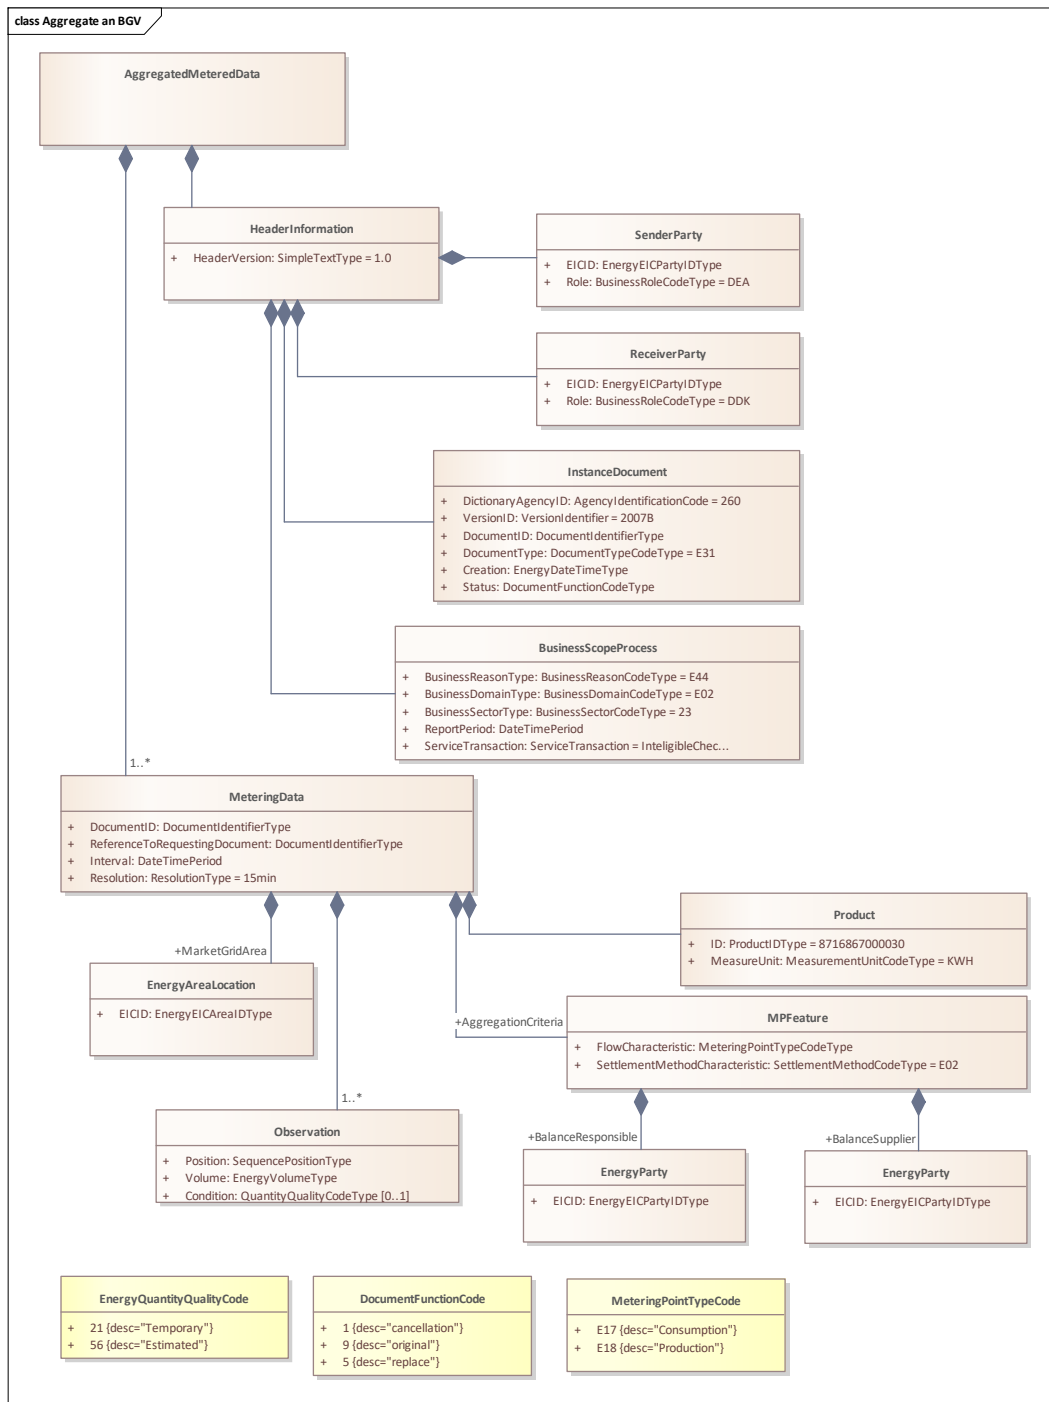 class Aggregate an BGV
AggregatedMeteredData
HeaderInformation
+ HeaderVersion: SimpleTextType = 1.0
SenderParty
+ EICID: EnergyEICPartyIDType
+ Role: BusinessRoleCodeType = DEA
ReceiverParty
+ EICID: EnergyEICPartyIDType
+ Role: BusinessRoleCodeType = DDK
InstanceDocument
+ DictionaryAgencyID: AgencyIdentificationCode = 260
+ VersionID: VersionIdentifier = 2007B
+ DocumentID: DocumentIdentifierType
+ DocumentType: DocumentTypeCodeType = E31
+ Creation: EnergyDateTimeType
+ Status: DocumentFunctionCodeType
BusinessScopeProcess
+ BusinessReasonType: BusinessReasonCodeType = E44
+ BusinessDomainType: BusinessDomainCodeType = E02
+ BusinessSectorType: BusinessSectorCodeType = 23
+ ReportPeriod: DateTimePeriod
+ ServiceTransaction: ServiceTransaction = InteligibleChec...
1..*
MeteringData
+ DocumentID: DocumentIdentifierType
+ ReferenceToRequestingDocument: DocumentIdentifierType
+ Interval: DateTimePeriod
+ Resolution: ResolutionType = 15min
Product
+ ID: ProductIDType = 8716867000030
+ MeasureUnit: MeasurementUnitCodeType = KWH
+MarketGridArea
EnergyAreaLocation
+ EICID: EnergyEICAreaIDType
+AggregationCriteria
MPFeature
+ FlowCharacteristic: MeteringPointTypeCodeType
+ SettlementMethodCharacteristic: SettlementMethodCodeType = E02
1..*
Observation
+ Position: SequencePositionType
+ Volume: EnergyVolumeType
+ Condition: QuantityQualityCodeType [0..1]
+BalanceResponsible
EnergyParty
+ EICID: EnergyEICPartyIDType
+BalanceSupplier
EnergyParty
+ EICID: EnergyEICPartyIDType
EnergyQuantityQualityCode
+ 21 {desc="Temporary"}
+ 56 {desc="Estimated"}
DocumentFunctionCode
+ 1 {desc="cancellation"}
+ 9 {desc="original"}
+ 5 {desc="replace"}
MeteringPointTypeCode
+ E17 {desc="Consumption"}
+ E18 {desc="Production"}